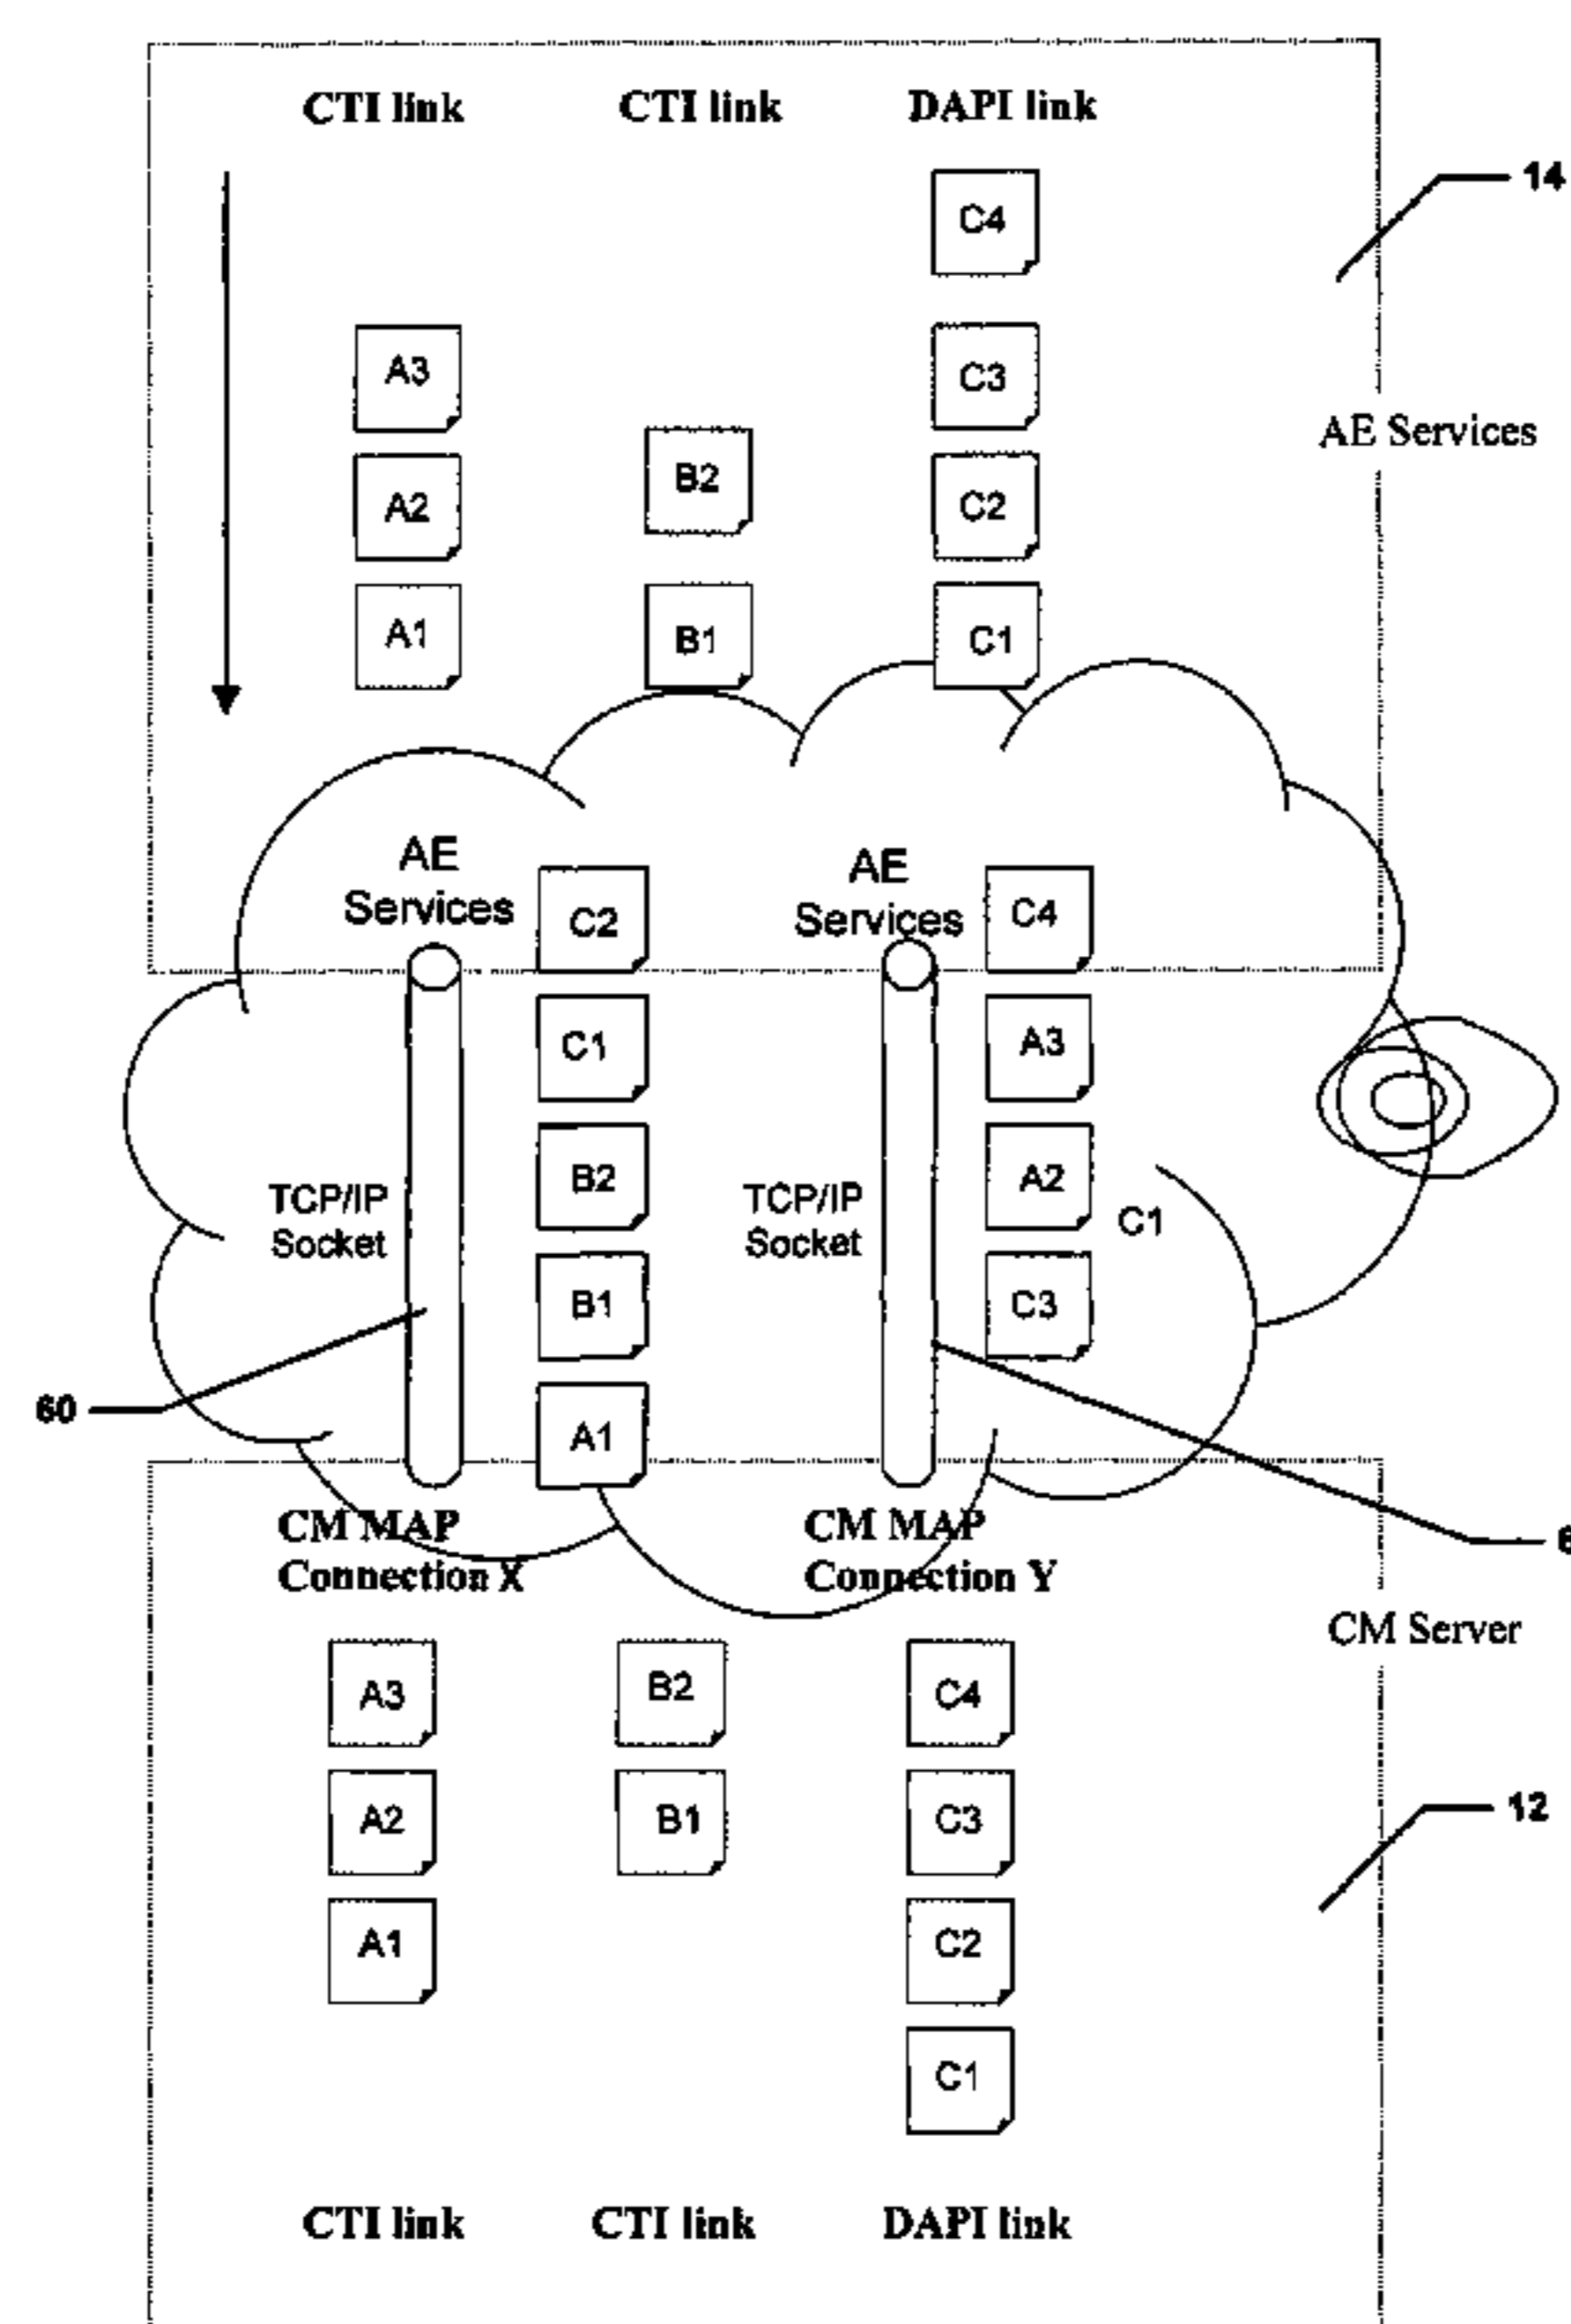 CTI link CTI link DAPI link
14
C4
A3 C3
AE Services
B2
A2 C2
A1 B1 C1
AE
Services
AE
Services
C2 C4
C1 A3
B2 A2
TCP/IP
Socket
TCP/IP
Socket
C1
B1 C3
60
A1
CM MAP
Connection X
CM MAP
Connection Y
6
CM Server
A3 B2 C4
A2 B1 C3
12
A1 C2
C1
CTI link CTI link DAPI link